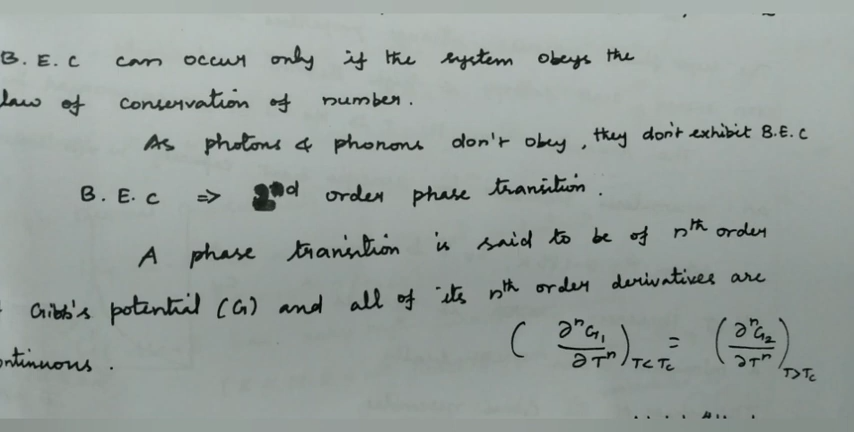 B. E. C can occur only if the system obeys the
law of conservation of number.
As photons & phonons don't obey, they don't exhibit B.E.C
B. E. C ⇒ 2nd order phase transition.
A phase transition is said to be of nth order
Gibb's potential (G) and all of its nth order derivatives are
ontinuous.
(∂ⁿG₁/∂Tⁿ)T<Tc = (∂ⁿG₂/∂Tⁿ)T>Tc